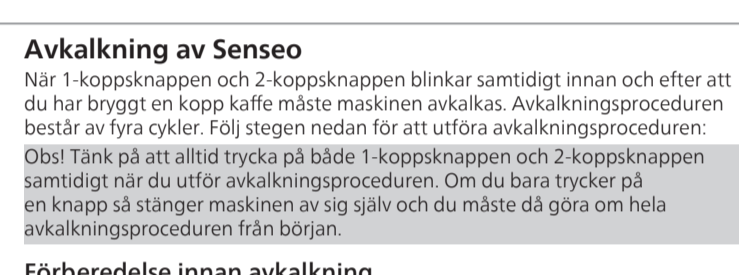 Avkalkning av Senseo
När 1-koppsknappen och 2-koppsknappen blinkar samtidigt innan och efter att
du har bryggt en kopp kaffe måste maskinen avkalkas. Avkalkningsproceduren
består av fyra cykler. Följ stegen nedan för att utföra avkalkningsproceduren:
Obs! Tänk på att alltid trycka på både 1-koppsknappen och 2-koppsknappen
samtidigt när du utför avkalkningsproceduren. Om du bara trycker på
en knapp så stänger maskinen av sig själv och du måste då göra om hela
avkalkningsproceduren från början.
Förberedelse innan avkalkning